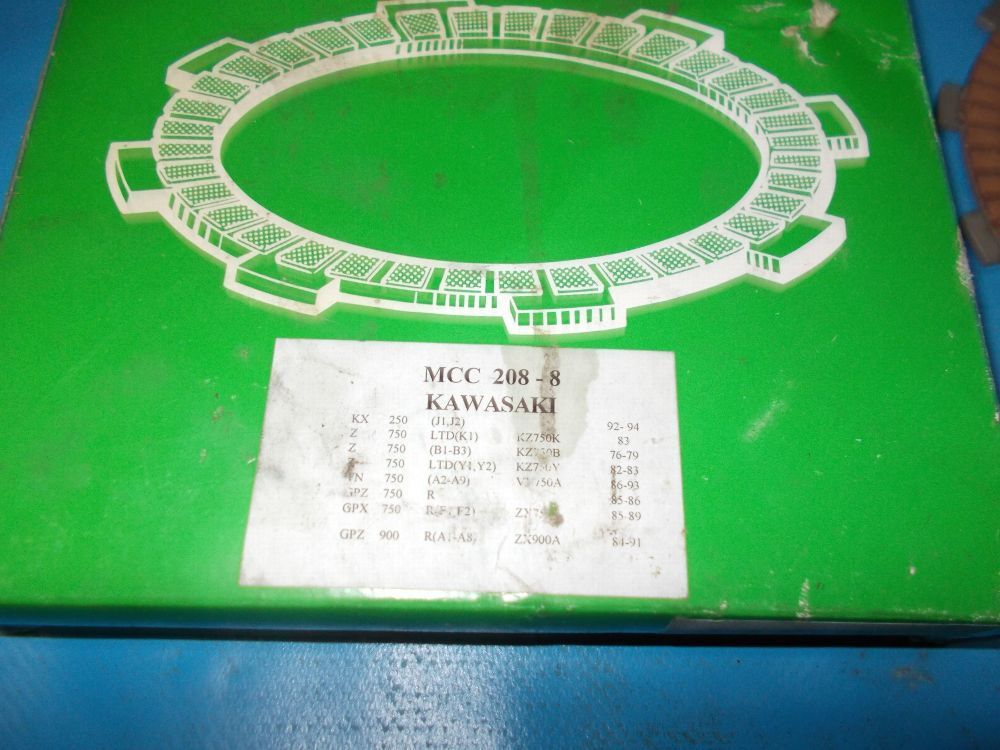 MCC 208 - 8
KAWASAKI
KX 250 (J1,J2) 92-94
Z 750 LTD(K1) KZ750K 83
Z 750 (B1-B3) 76-79
750 LTD(Y1,Y2) 82-83
750 (A2-A9) 86-93
GPZ 750 R 85-86
GPX 750 85-89
GPZ 900 R(A1-A8) ZX900A 84-91